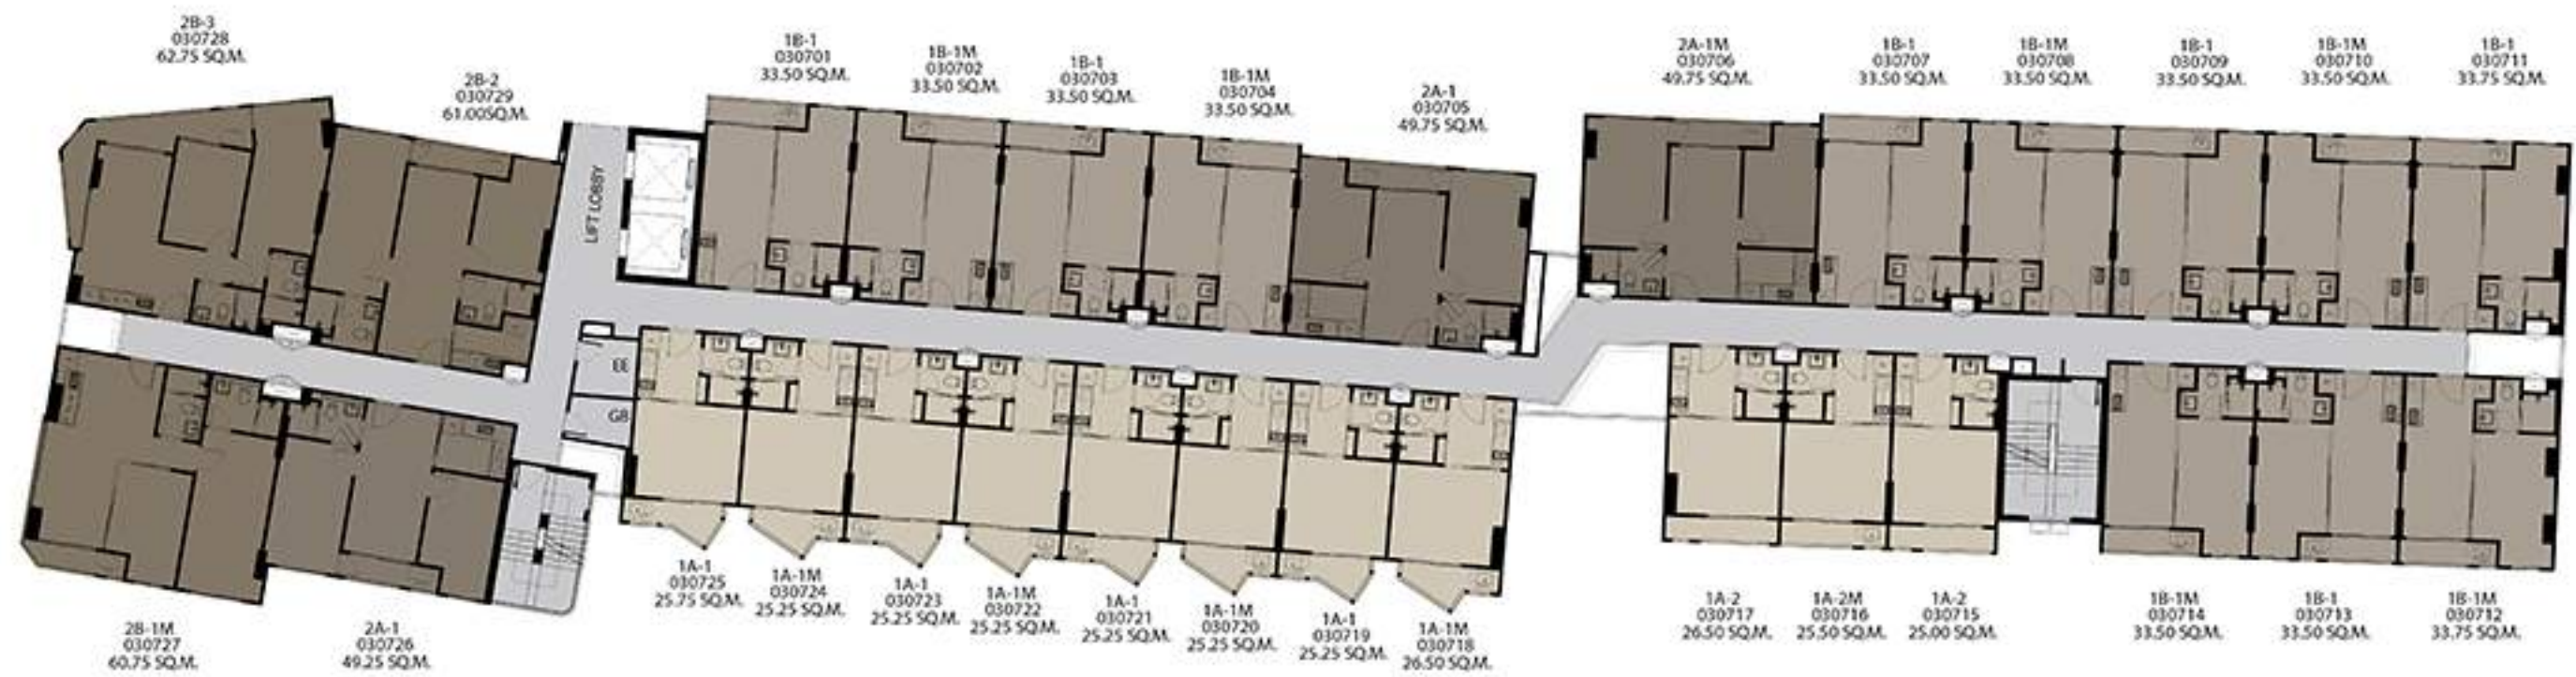 2B-3
030728
62.75 SQ.M.
2B-2
030729
61.00SQ.M.
1B-1
030701
33.50 SQ.M.
1B-1M
030702
33.50 SQ.M.
1B-1
030703
33.50 SQ.M.
1B-1M
030704
33.50 SQ.M.
2A-1
030705
49.75 SQ.M.
2A-1M
030706
49.75 SQ.M.
1B-1
030707
33.50 SQ.M.
1B-1M
030708
33.50 SQ.M.
1B-1
030709
33.50 SQ.M.
1B-1M
030710
33.50 SQ.M.
1B-1
030711
33.75 SQ.M.
LIFT LOBBY
EE
GB
2B-1M
030727
60.75 SQ.M.
2A-1
030726
49.25 SQ.M.
1A-1
030725
25.75 SQ.M.
1A-1M
030724
25.25 SQ.M.
1A-1
030723
25.25 SQ.M.
1A-1M
030722
25.25 SQ.M.
1A-1
030721
25.25 SQ.M.
1A-1M
030720
25.25 SQ.M.
1A-1
030719
25.25 SQ.M.
1A-1M
030718
26.50 SQ.M.
1A-2
030717
26.50 SQ.M.
1A-2M
030716
25.50 SQ.M.
1A-2
030715
25.00 SQ.M.
1B-1M
030714
33.50 SQ.M.
1B-1
030713
33.50 SQ.M.
1B-1M
030712
33.75 SQ.M.